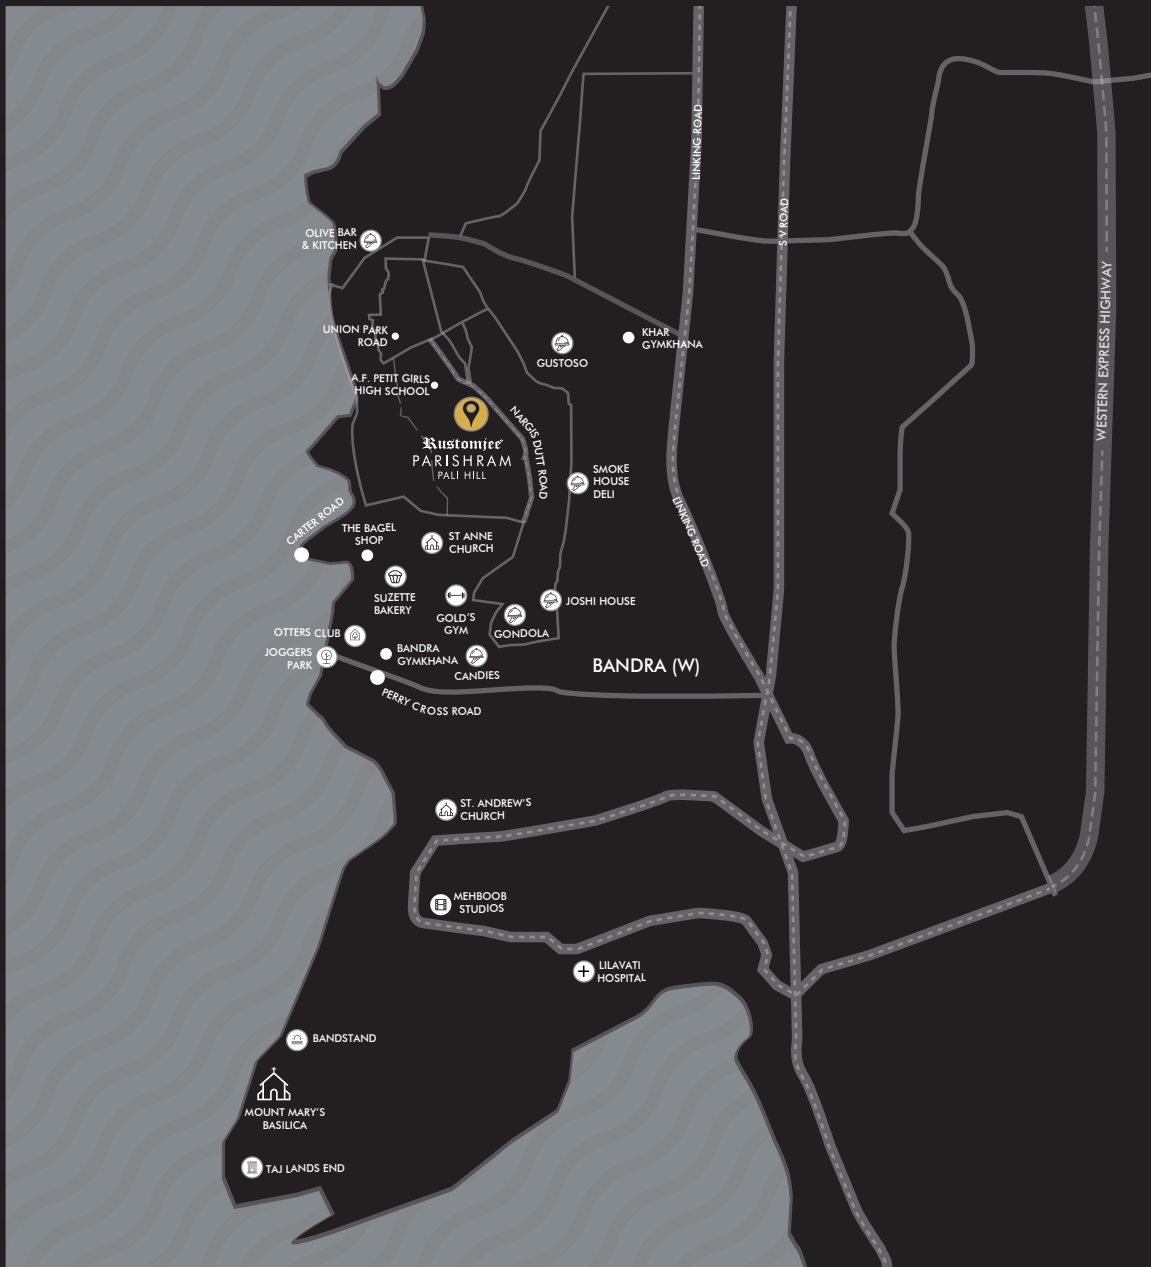 LINKING ROAD
S V ROAD
OLIVE BAR
& KITCHEN
WESTERN EXPRESS HIGHWAY
UNION PARK
ROAD
KHAR
GYMKHANA
GUSTOSO
A.F. PETIT GIRLS
HIGH SCHOOL
NARGIS DUTT ROAD
Rustomjee
PARISHRAM
PALI HILL
SMOKE
HOUSE
DELI
LINKING ROAD
CARTER ROAD
THE BAGEL
SHOP
ST ANNE
CHURCH
SUZETTE
BAKERY
GOLD'S
GYM
JOSHI HOUSE
GONDOLA
OTTERS CLUB
JOGGERS
PARK
BANDRA
GYMKHANA
CANDIES
BANDRA (W)
PERRY CROSS ROAD
ST. ANDREW'S
CHURCH
MEHBOOB
STUDIOS
LILAVATI
HOSPITAL
BANDSTAND
MOUNT MARY'S
BASILICA
TAJ LANDS END